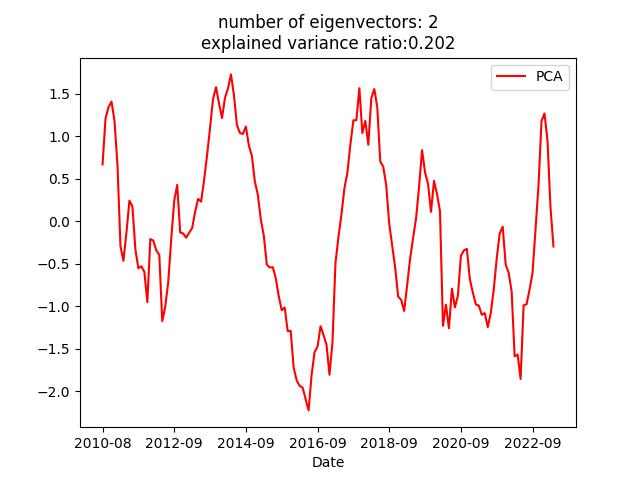 number of eigenvectors: 2
explained variance ratio:0.202
PCA
1.5
1.0
0.5
0.0
−0.5
−1.0
−1.5
−2.0
2010-08 2012-09 2014-09 2016-09 2018-09 2020-09 2022-09
Date